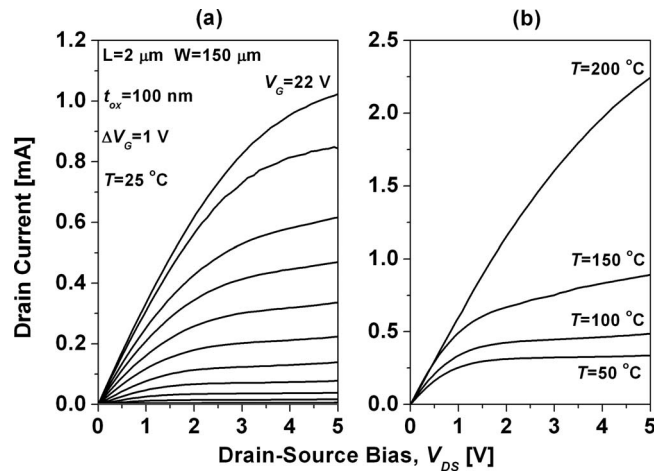 (a)
(b)
Drain Current [mA]
1.2
1.0
0.8
0.6
0.4
0.2
0.0
L=2 μm W=150 μm
V_G=22 V
t_ox=100 nm
ΔV_G=1 V
T=25 °C
0 1 2 3 4 5
2.5
2.0
1.5
1.0
0.5
0.0
T=200 °C
T=150 °C
T=100 °C
T=50 °C
0 1 2 3 4 5
Drain-Source Bias, V_DS [V]